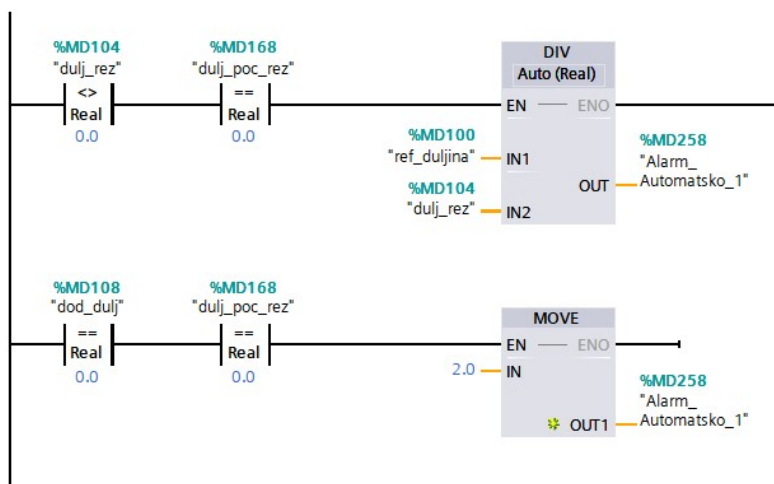 %MD104
"dulj_rez"
<>
Real
0.0
%MD168
"dulj_poc_rez"
==
Real
0.0
DIV
Auto (Real)
EN
ENO
%MD100
"ref_duljina"
IN1
%MD104
"dulj_rez"
IN2
OUT
%MD258
"Alarm_
Automatsko_1"
%MD108
"dod_dulj"
==
Real
0.0
%MD168
"dulj_poc_rez"
==
Real
0.0
MOVE
EN
ENO
2.0
IN
OUT1
%MD258
"Alarm_
Automatsko_1"